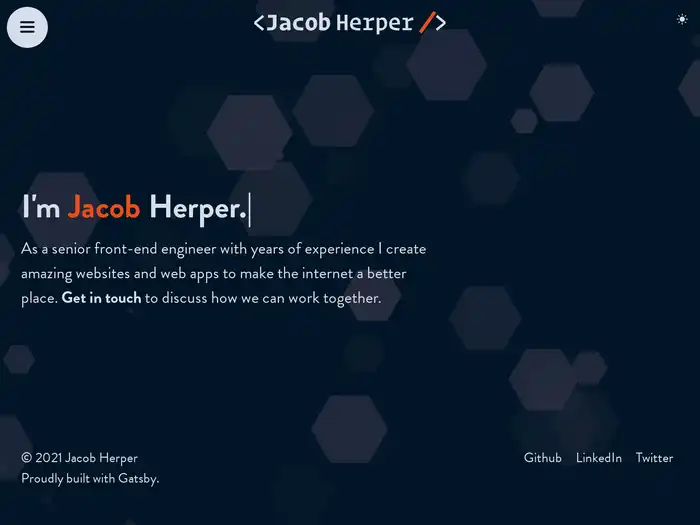 <Jacob Herper />
I'm Jacob Herper.
As a senior front-end engineer with years of experience I create
amazing websites and web apps to make the internet a better
place. Get in touch to discuss how we can work together.
© 2021 Jacob Herper
Proudly built with Gatsby.
Github LinkedIn Twitter